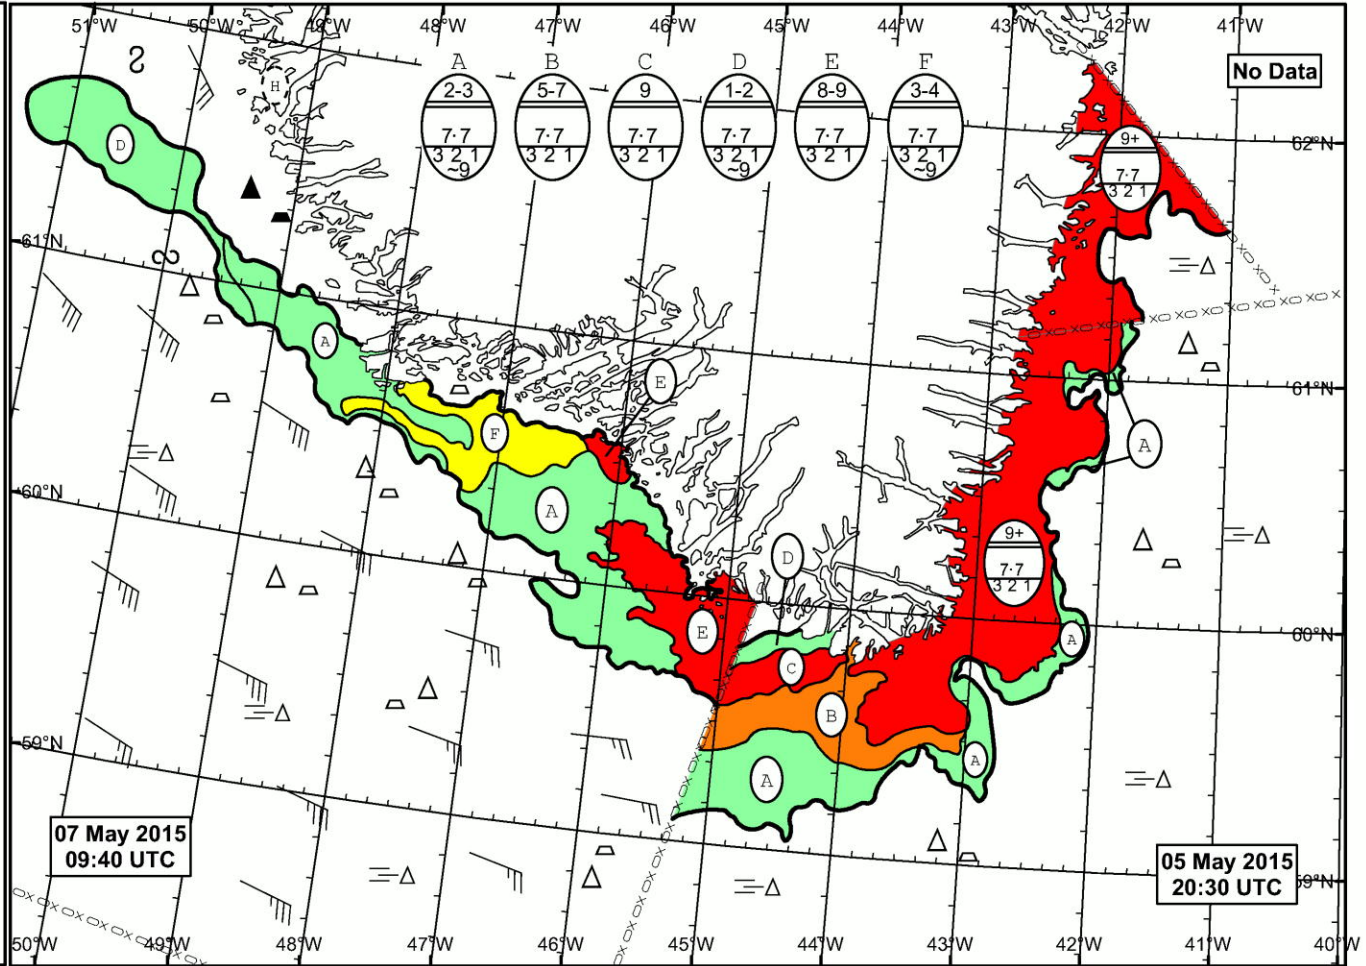 51°W 50°W 49°W 48°W 47°W 46°W 45°W 44°W 43°W 42°W 41°W
A B C D E F
2-3 5-7 9 1-2 8-9 3-4
7·7 7·7 7·7 7·7 7·7 7·7
3 2 1 3 2 1 3 2 1 3 2 1 3 2 1 3 2 1
~9 ~9 ~9
No Data
H
D
9+
7·7
3 2 1
62°N
61°N
A
E
61°N
F
A
60°N
A
9+
7·7
3 2 1
D
E
A
60°N
C
B
59°N
A
A
07 May 2015
09:40 UTC
05 May 2015
20:30 UTC
59°N
50°W 49°W 48°W 47°W 46°W 45°W 44°W 43°W 42°W 41°W 40°W